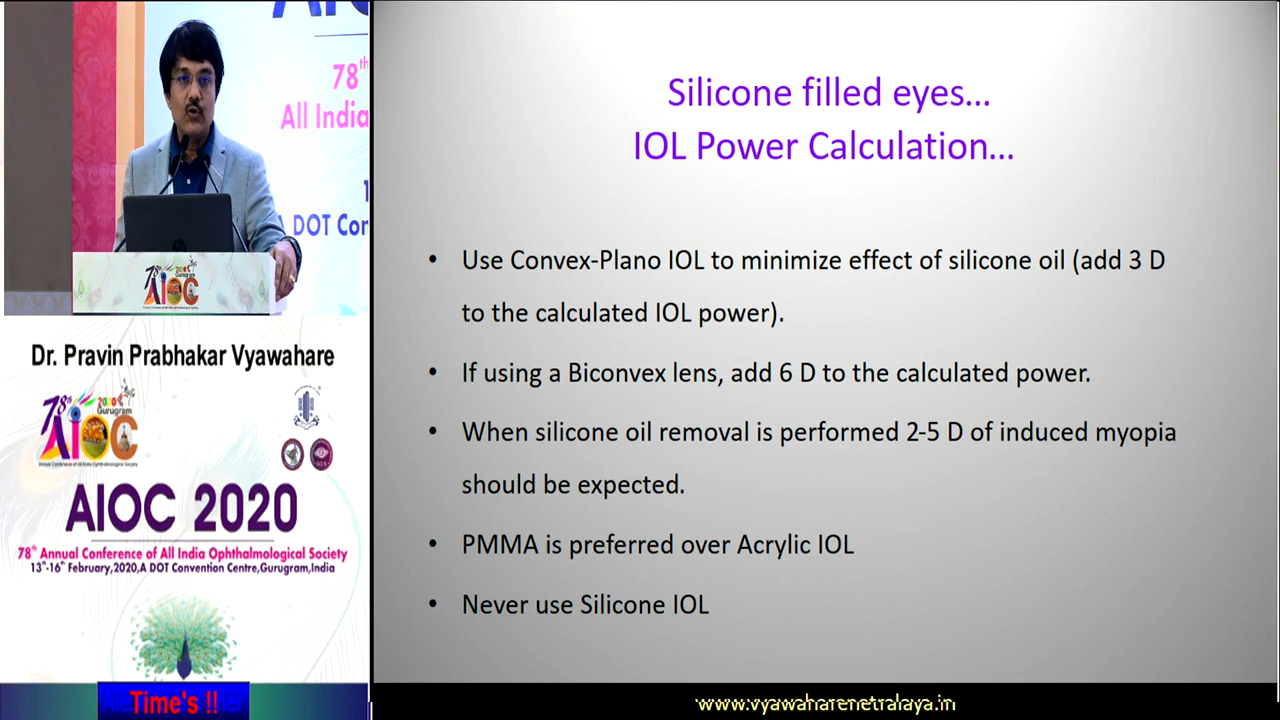 78th
All India
A DOT Con
78th
2020
Gurugram
AIOC
Dr. Pravin Prabhakar Vyawahare
78th
2020
Gurugram
AIOC
AIOC 2020
78th Annual Conference of All India Ophthalmological Society
13th-16th February,2020,A DOT Convention Centre,Gurugram,India
Time's !!
Silicone filled eyes...
IOL Power Calculation...
• Use Convex-Plano IOL to minimize effect of silicone oil (add 3 D
to the calculated IOL power).
• If using a Biconvex lens, add 6 D to the calculated power.
• When silicone oil removal is performed 2-5 D of induced myopia
should be expected.
• PMMA is preferred over Acrylic IOL
• Never use Silicone IOL
www.vyawaharenetralaya.in